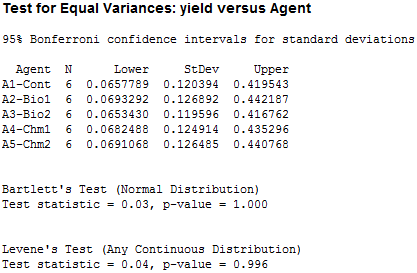 Test for Equal Variances: yield versus Agent
95% Bonferroni confidence intervals for standard deviations
Agent N Lower StDev Upper
A1-Cont 6 0.0657789 0.120394 0.419543
A2-Bio1 6 0.0693292 0.126892 0.442187
A3-Bio2 6 0.0653430 0.119596 0.416762
A4-Chm1 6 0.0682488 0.124914 0.435296
A5-Chm2 6 0.0691068 0.126485 0.440768
Bartlett's Test (Normal Distribution)
Test statistic = 0.03, p-value = 1.000
Levene's Test (Any Continuous Distribution)
Test statistic = 0.04, p-value = 0.996